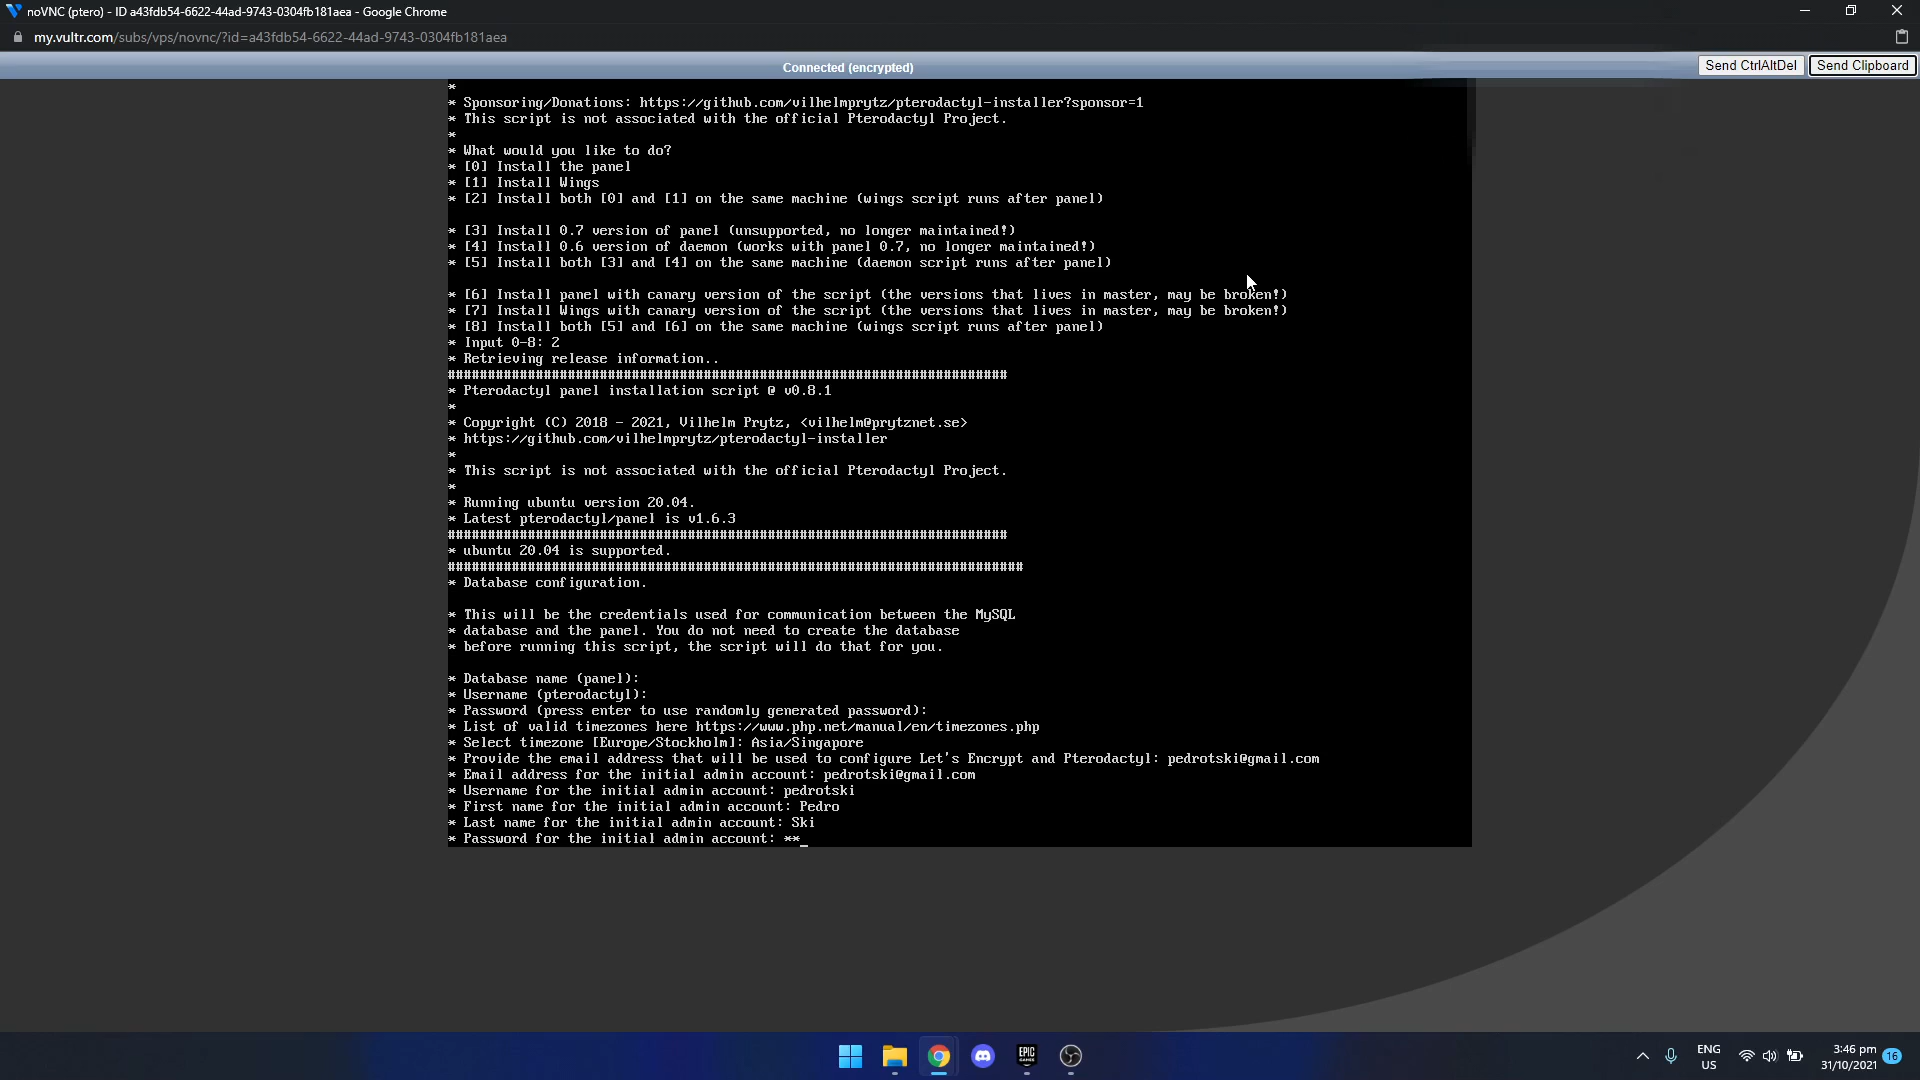 noVNC (ptero) - ID a43fdb54-6622-44ad-9743-0304fb181aea - Google Chrome
my.vultr.com/subs/vps/novnc/?id=a43fdb54-6622-44ad-9743-0304fb181aea
Connected (encrypted)
Send CtrlAltDel
Send Clipboard
*
* Sponsoring/Donations: https://github.com/vilhelmprytz/pterodactyl-installer?sponsor=1
* This script is not associated with the official Pterodactyl Project.
*
* What would you like to do?
* [0] Install the panel
* [1] Install Wings
* [2] Install both [0] and [1] on the same machine (wings script runs after panel)
* [3] Install 0.7 version of panel (unsupported, no longer maintained!)
* [4] Install 0.6 version of daemon (works with panel 0.7, no longer maintained!)
* [5] Install both [3] and [4] on the same machine (daemon script runs after panel)
* [6] Install panel with canary version of the script (the versions that lives in master, may be broken!)
* [7] Install Wings with canary version of the script (the versions that lives in master, may be broken!)
* [8] Install both [5] and [6] on the same machine (wings script runs after panel)
* Input 0-8: 2
* Retrieving release information..
######################################################################
* Pterodactyl panel installation script @ v0.8.1
*
* Copyright (C) 2018 - 2021, Vilhelm Prytz, <vilhelm@prytznet.se>
* https://github.com/vilhelmprytz/pterodactyl-installer
*
* This script is not associated with the official Pterodactyl Project.
*
* Running ubuntu version 20.04.
* Latest pterodactyl/panel is v1.6.3
######################################################################
* ubuntu 20.04 is supported.
########################################################################
* Database configuration.
* This will be the credentials used for communication between the MySQL
* database and the panel. You do not need to create the database
* before running this script, the script will do that for you.
* Database name (panel):
* Username (pterodactyl):
* Password (press enter to use randomly generated password):
* List of valid timezones here https://www.php.net/manual/en/timezones.php
* Select timezone [Europe/Stockholm]: Asia/Singapore
* Provide the email address that will be used to configure Let's Encrypt and Pterodactyl: pedrotski@gmail.com
* Email address for the initial admin account: pedrotski@gmail.com
* Username for the initial admin account: pedrotski
* First name for the initial admin account: Pedro
* Last name for the initial admin account: Ski
* Password for the initial admin account: **_
EPIC GAMES
ENG
US
3:46 pm
31/10/2021
16